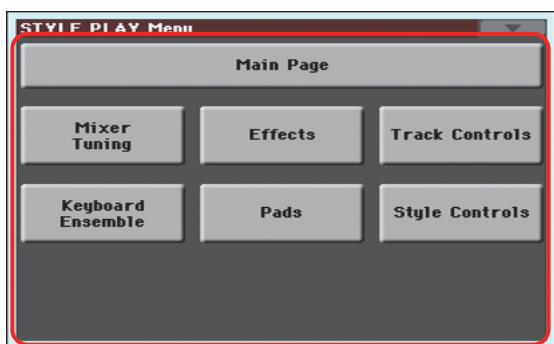 STYLE PLAY Menu
Main Page
Mixer
Tuning
Effects
Track Controls
Keyboard
Ensemble
Pads
Style Controls